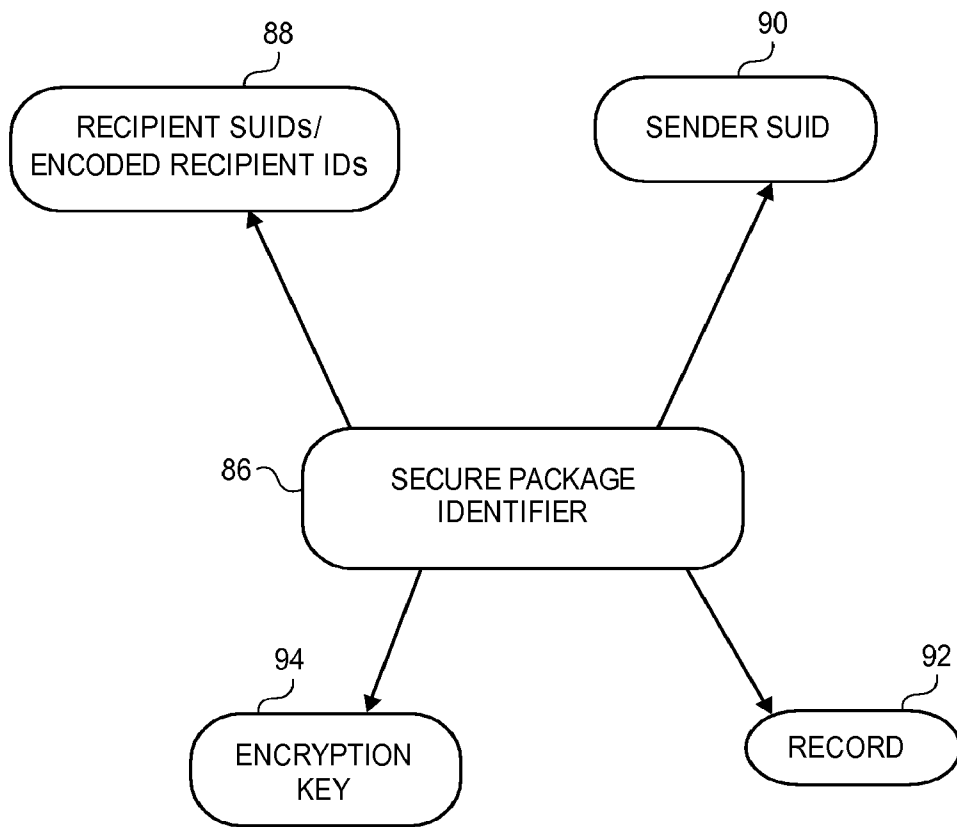 88
RECIPIENT SUIDs/
ENCODED RECIPIENT IDs
90
SENDER SUID
86
SECURE PACKAGE
IDENTIFIER
94
ENCRYPTION
KEY
92
RECORD